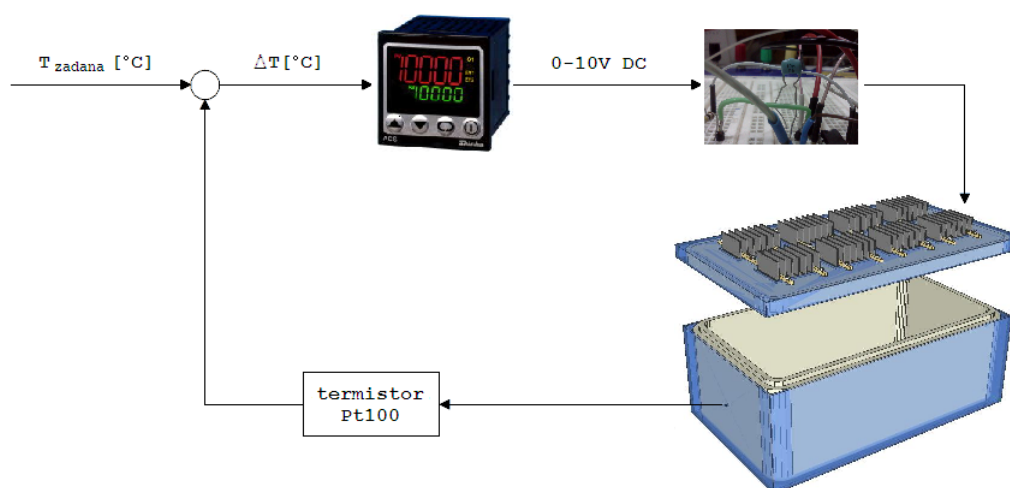 T zadana [°C]
ΔT[°C]
0-10V DC
70000
70000
termistor
Pt100